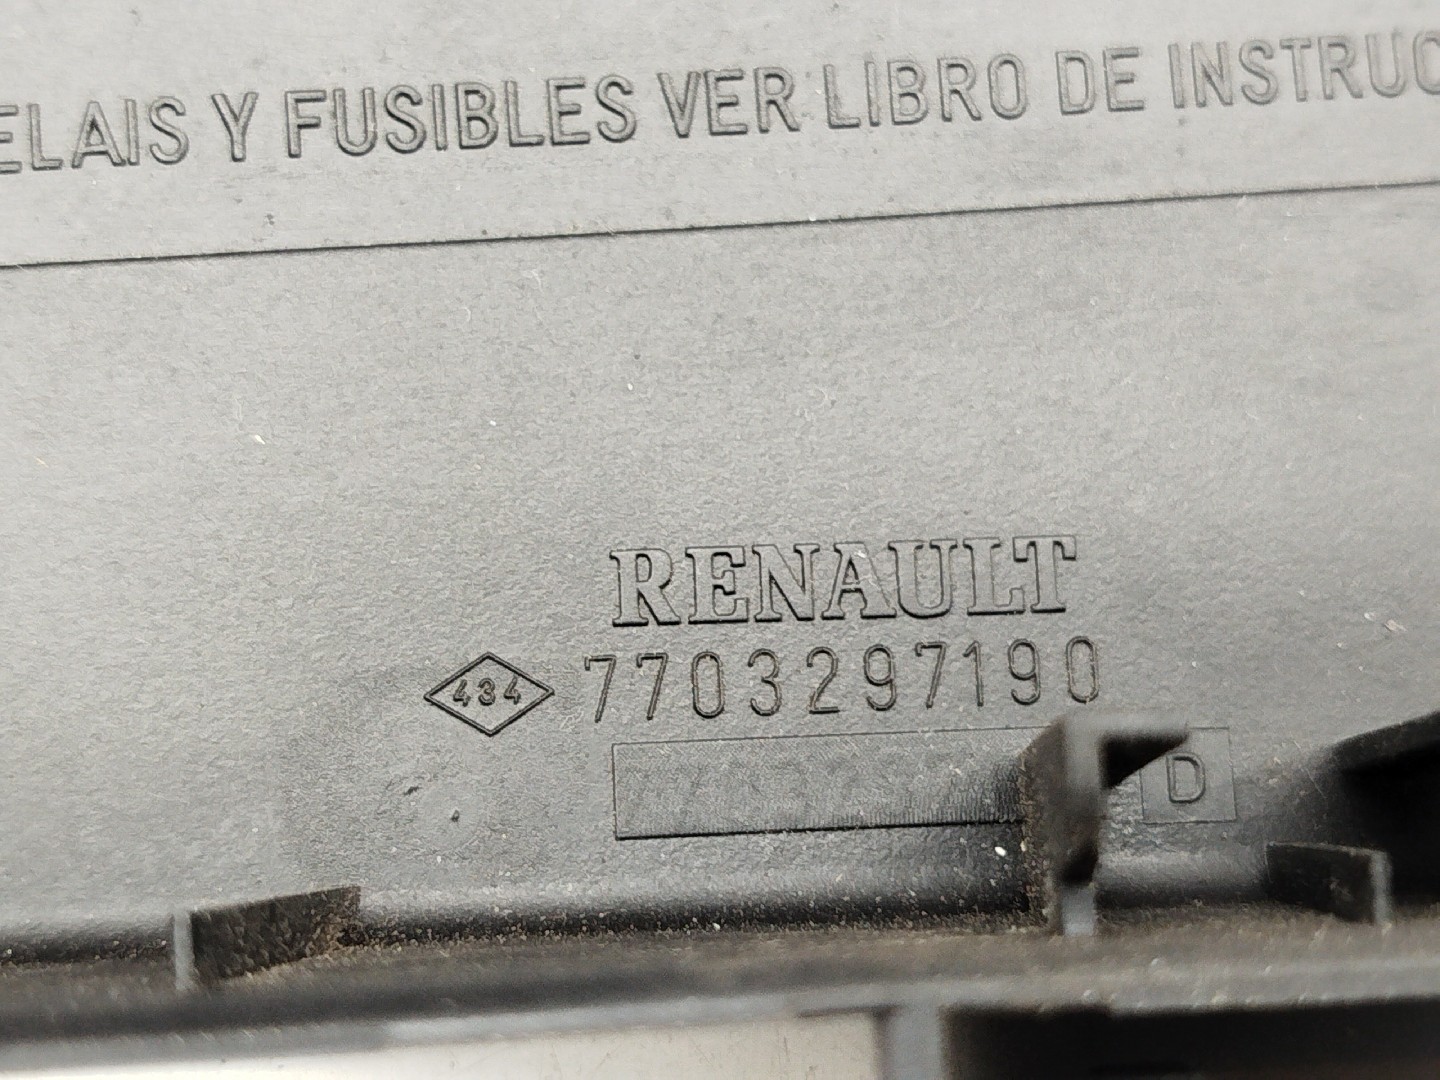 ELAIS Y FUSIBLES VER LIBRO DE INSTRUC
RENAULT
434 7703297190
D